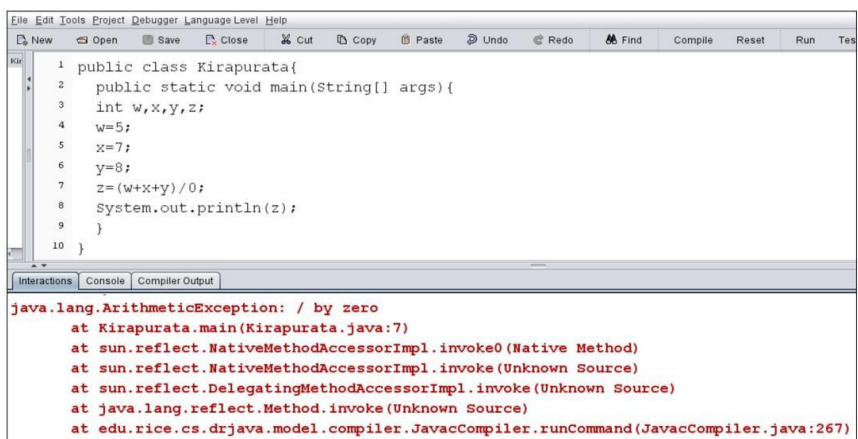 File Edit Tools Project Debugger Language Level Help
New Open Save Close Cut Copy Paste Undo Redo Find Compile Reset Run Tes
Kir
1 public class Kirapurata{
2 public static void main(String[] args){
3 int w,x,y,z;
4 w=5;
5 x=7;
6 y=8;
7 z=(w+x+y)/0;
8 System.out.println(z);
9 }
10 }
Interactions Console Compiler Output
java.lang.ArithmeticException: / by zero
at Kirapurata.main(Kirapurata.java:7)
at sun.reflect.NativeMethodAccessorImpl.invoke0(Native Method)
at sun.reflect.NativeMethodAccessorImpl.invoke(Unknown Source)
at sun.reflect.DelegatingMethodAccessorImpl.invoke(Unknown Source)
at java.lang.reflect.Method.invoke(Unknown Source)
at edu.rice.cs.drjava.model.compiler.JavacCompiler.runCommand(JavacCompiler.java:267)